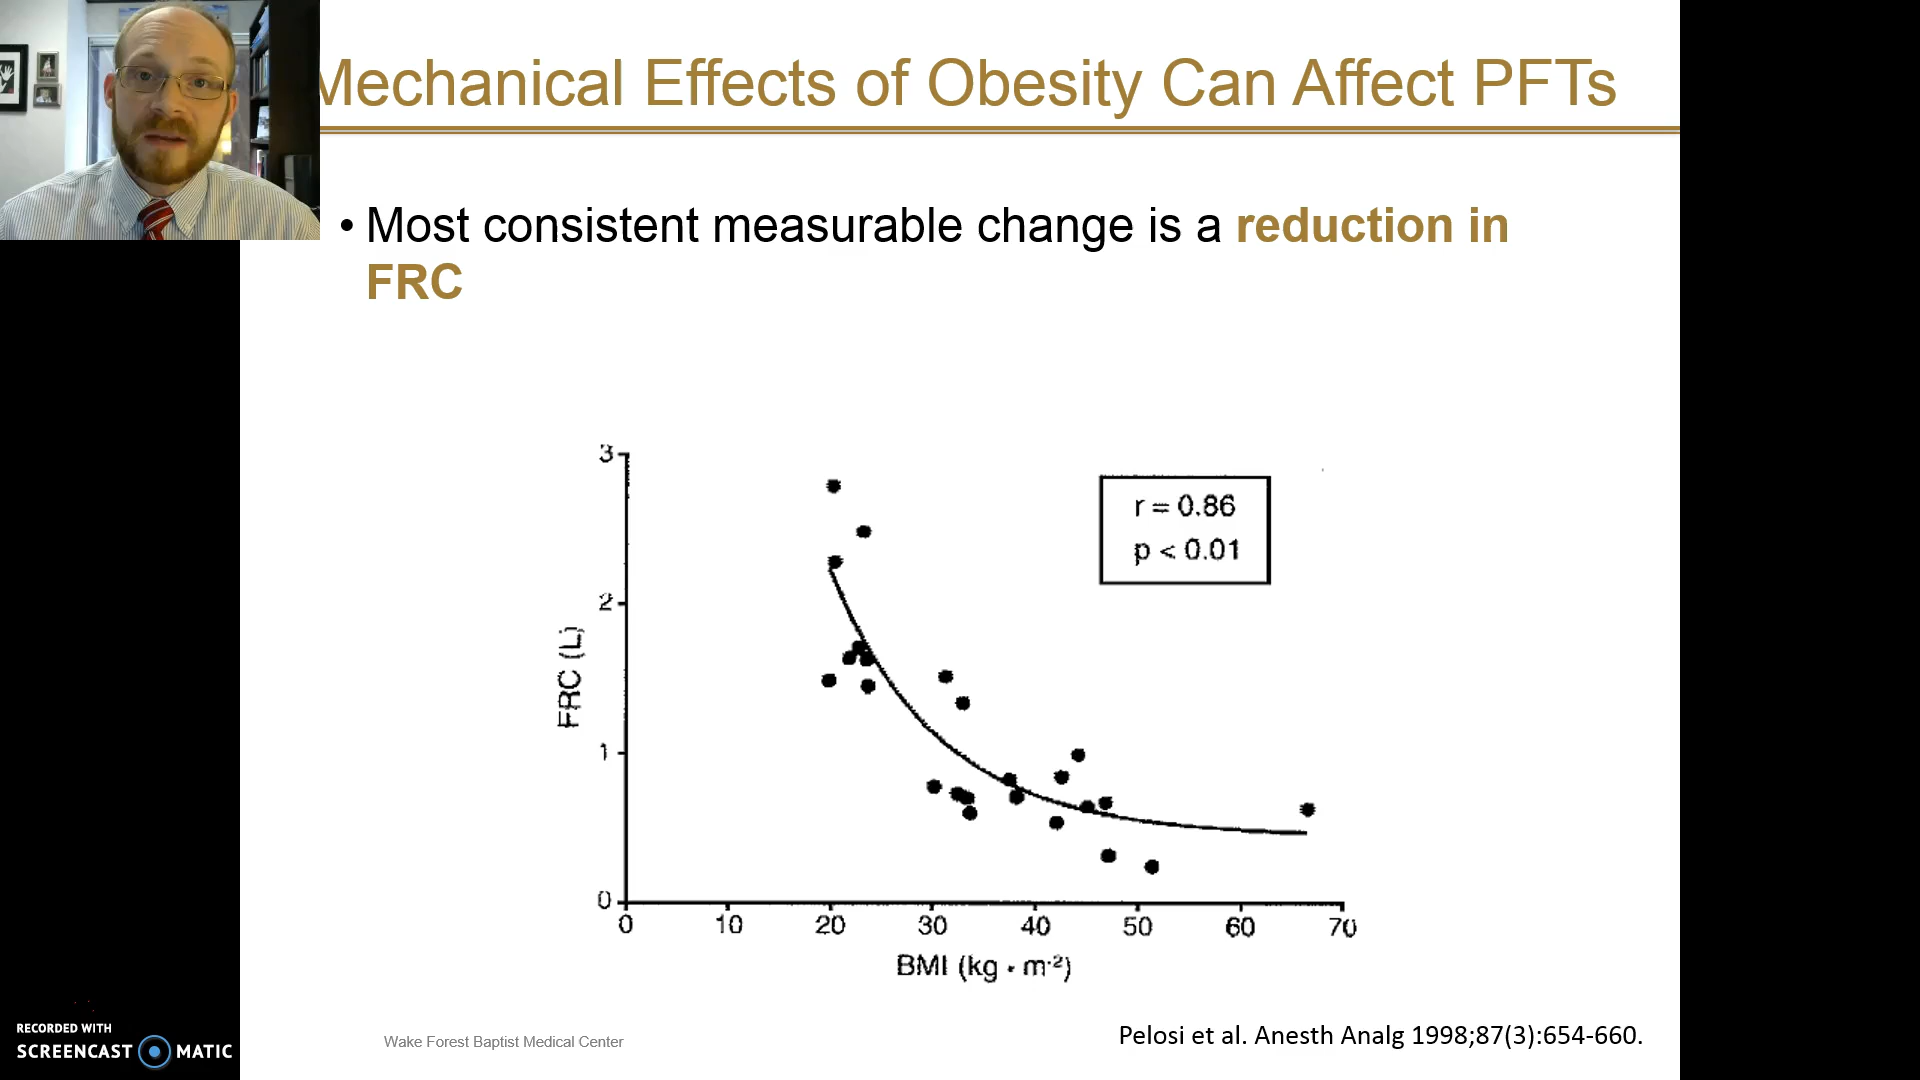 Mechanical Effects of Obesity Can Affect PFTs
• Most consistent measurable change is a reduction in
FRC
3
2
1
0
FRC (L)
r = 0.86
p < 0.01
0 10 20 30 40 50 60 70
BMI (kg • m-2)
Wake Forest Baptist Medical Center
Pelosi et al. Anesth Analg 1998;87(3):654-660.
RECORDED WITH
SCREENCAST MATIC